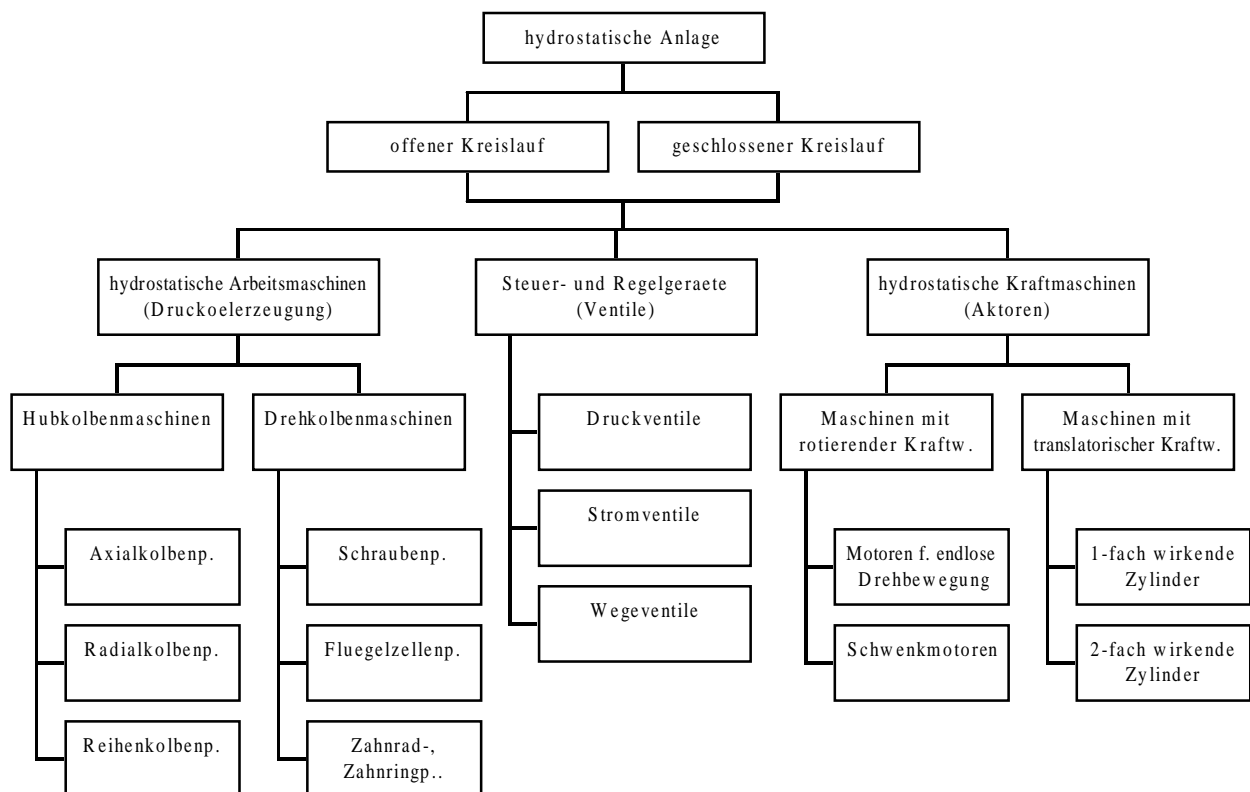 hydrostatische Anlage
offener Kreislauf
geschlossener Kreislauf
hydrostatische Arbeitsmaschinen
(Druckoelerzeugung)
Steuer- und Regelgeraete
(Ventile)
hydrostatische Kraftmaschinen
(Aktoren)
Hubkolbenmaschinen
Drehkolbenmaschinen
Druckventile
Maschinen mit
rotierender Kraftw.
Maschinen mit
translatorischer Kraftw.
Axialkolbenp.
Schraubenp.
Stromventile
Motoren f. endlose
Drehbewegung
1-fach wirkende
Zylinder
Radialkolbenp.
Fluegelzellenp.
Wegeventile
Schwenkmotoren
2-fach wirkende
Zylinder
Reihenkolbenp.
Zahnrad-,
Zahnringp..